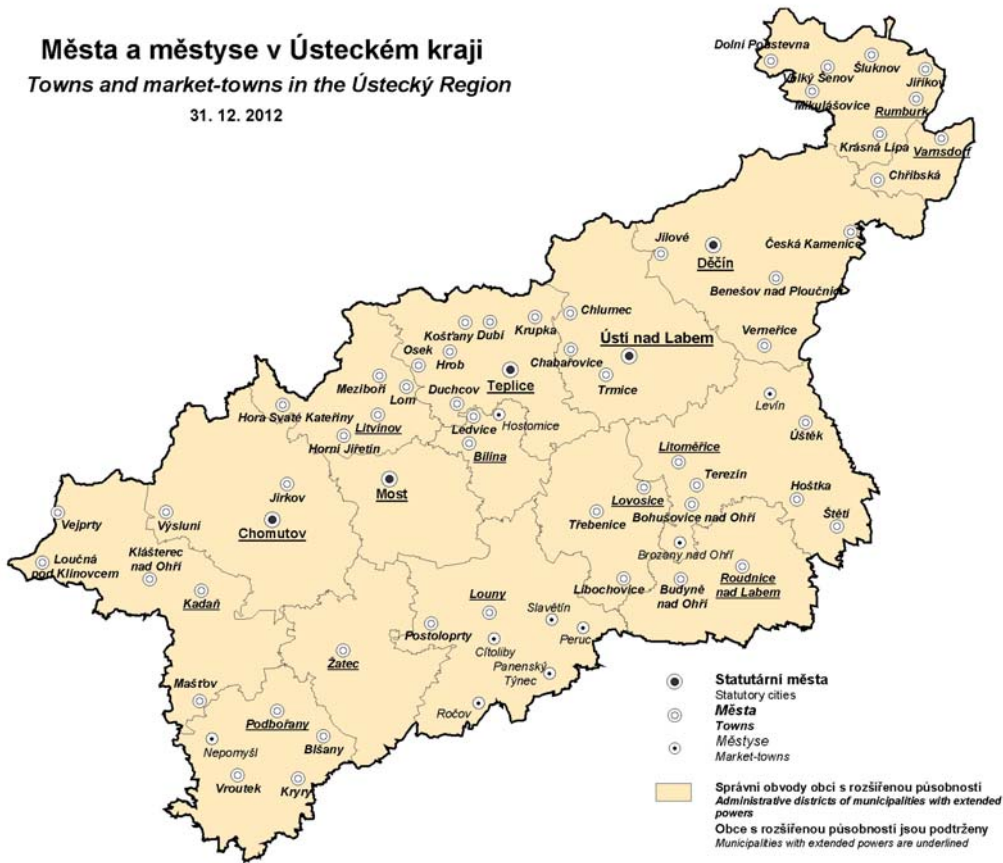 Města a městyse v Ústeckém kraji
Towns and market-towns in the Ústecký Region
31. 12. 2012
Dolní Poustevna
Velký Šenov
Šluknov
Jiříkov
Mikulášovice
Rumburk
Krásná Lípa
Varnsdorf
Chřibská
Jílové
Děčín
Česká Kamenice
Benešov nad Ploučnicí
Verneřice
Chlumec
Košťany
Dubí
Krupka
Ústí nad Labem
Osek
Hrob
Chabařovice
Teplice
Trmice
Meziboří
Lom
Duchcov
Levín
Hora Svaté Kateřiny
Litvínov
Ledvice
Hostomice
Úštěk
Horní Jiřetín
Bílina
Litoměřice
Terezín
Jirkov
Most
Lovosice
Hoštka
Vejprty
Výsluní
Chomutov
Třebenice
Bohušovice nad Ohří
Štětí
Loučná
pod Klínovcem
Klášterec
nad Ohří
Brozany nad Ohří
Kadaň
Libochovice
Budyně
nad Ohří
Roudnice
nad Labem
Louny
Slavětín
Postoloprty
Cítoliby
Peruc
Žatec
Panenský
Týnec
Mašťov
Ročov
Podbořany
Nepomyšl
Blšany
Vroutek
Kryry
Statutární města
Statutory cities
Města
Towns
Městyse
Market-towns
Správní obvody obcí s rozšířenou působností
Administrative districts of municipalities with extended
powers
Obce s rozšířenou působností jsou podtrženy
Municipalities with extended powers are underlined